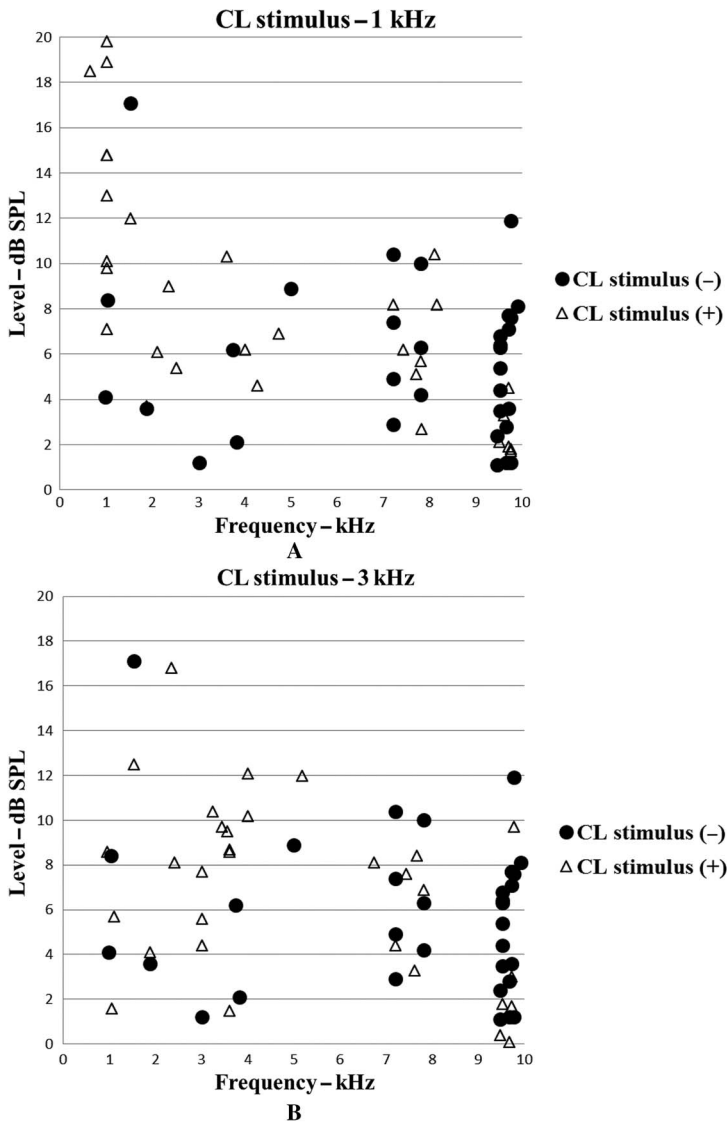 CL stimulus – 1 kHz
20
18
16
14
12
10
8
6
4
2
0
Level – dB SPL
0 1 2 3 4 5 6 7 8 9 10
Frequency – kHz
A
CL stimulus (–)
CL stimulus (+)
CL stimulus – 3 kHz
20
18
16
14
12
10
8
6
4
2
0
Level – dB SPL
0 1 2 3 4 5 6 7 8 9 10
Frequency – kHz
B
CL stimulus (–)
CL stimulus (+)